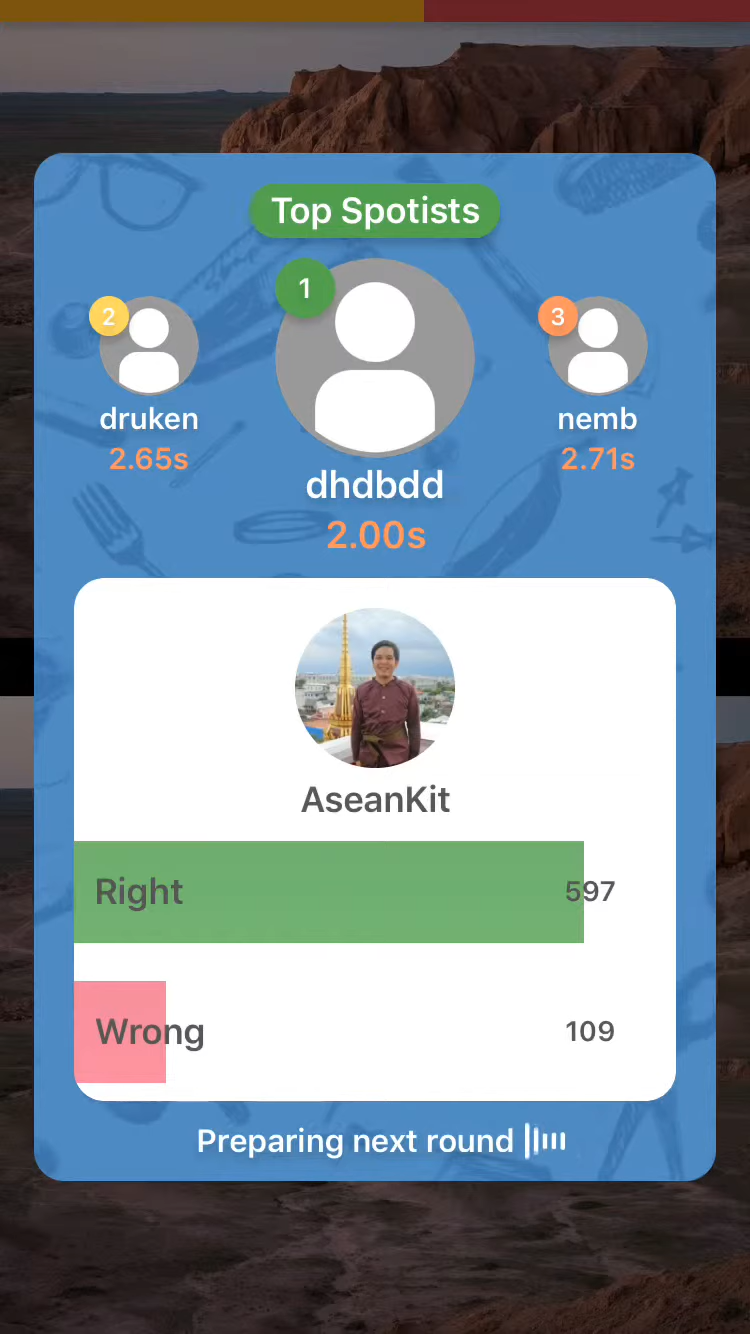 Top Spotists
1
2
3
druken
nemb
2.65s
2.71s
dhdbdd
2.00s
AseanKit
Right 597
Wrong 109
Preparing next round